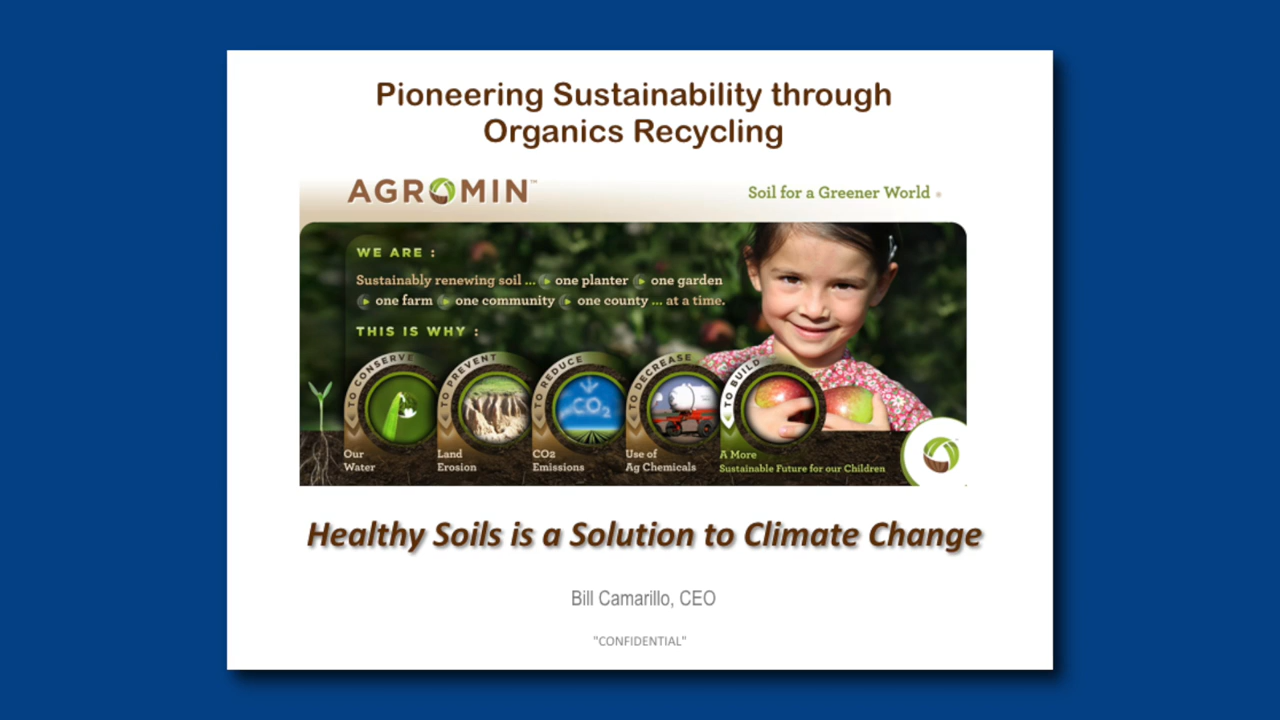 Pioneering Sustainability through
Organics Recycling
AGROMIN™
Soil for a Greener World
WE ARE :
Sustainably renewing soil ... one planter one garden
one farm one community one county ... at a time.
THIS IS WHY :
TO CONSERVE
TO PREVENT
TO REDUCE
TO DECREASE
TO BUILD
CO2
Our
Water
Land
Erosion
CO2
Emissions
Use of
Ag Chemicals
A More
Sustainable Future for our Children
Healthy Soils is a Solution to Climate Change
Bill Camarillo, CEO
"CONFIDENTIAL"